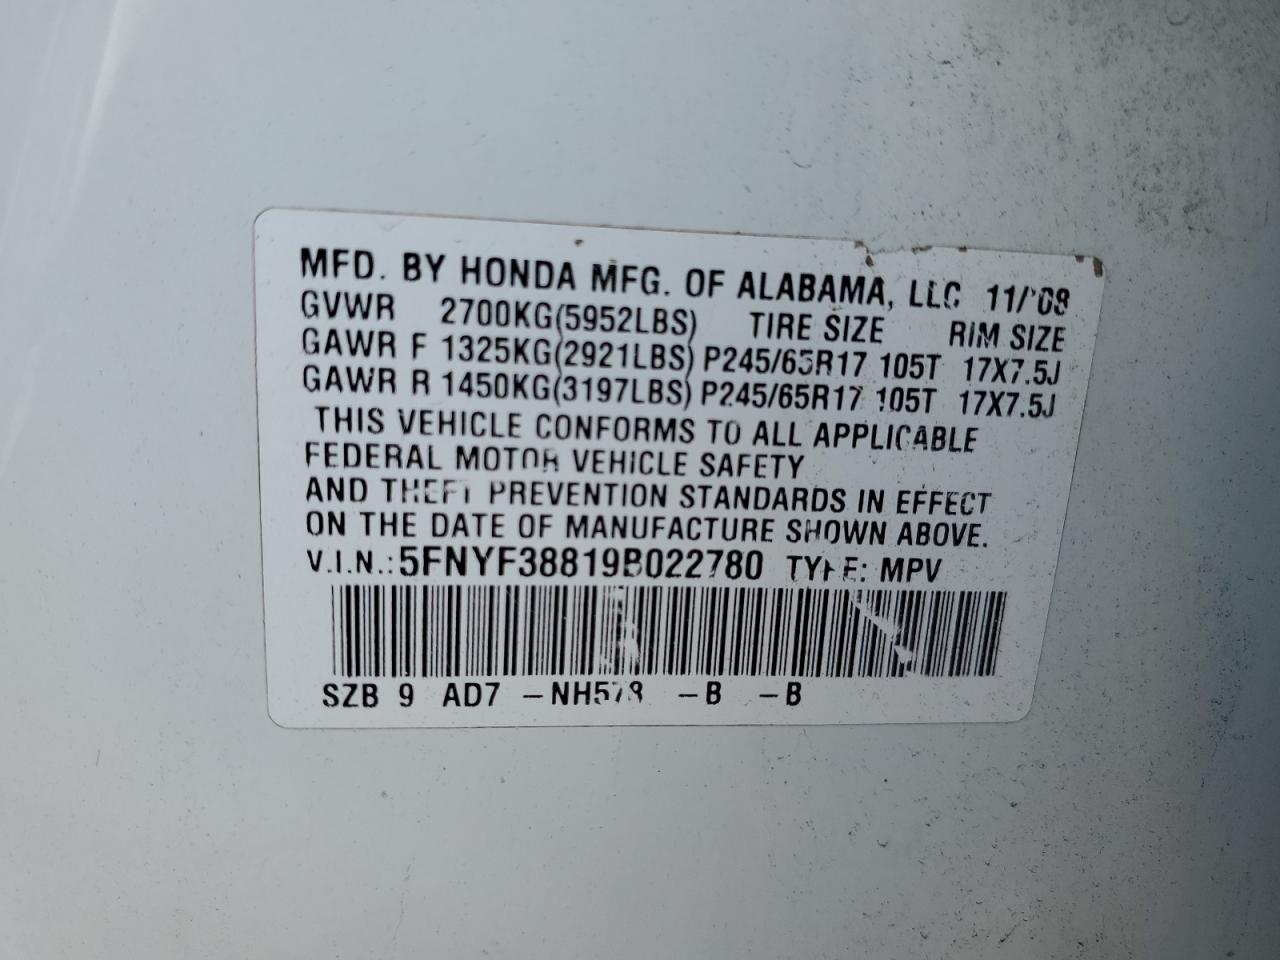 MFD. BY HONDA MFG. OF ALABAMA, LLC 11/'08
GVWR 2700KG(5952LBS) TIRE SIZE RIM SIZE
GAWR F 1325KG(2921LBS) P245/65R17 105T 17X7.5J
GAWR R 1450KG(3197LBS) P245/65R17 105T 17X7.5J
THIS VEHICLE CONFORMS TO ALL APPLICABLE
FEDERAL MOTOR VEHICLE SAFETY
AND THEFT PREVENTION STANDARDS IN EFFECT
ON THE DATE OF MANUFACTURE SHOWN ABOVE.
V.I.N.:5FNYF38819B022780 TYPE: MPV
SZB 9 AD7 -NH578 -B -B